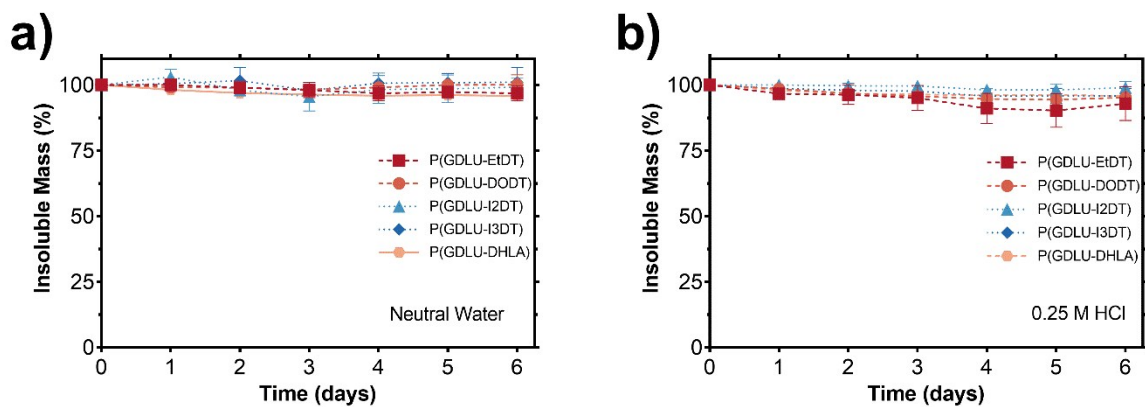 a)
Insoluble Mass (%)
100
75
50
25
0
P(GDLU-EtDT)
P(GDLU-DODT)
P(GDLU-I2DT)
P(GDLU-I3DT)
P(GDLU-DHLA)
Neutral Water
0 1 2 3 4 5 6
Time (days)
b)
Insoluble Mass (%)
100
75
50
25
0
P(GDLU-EtDT)
P(GDLU-DODT)
P(GDLU-I2DT)
P(GDLU-I3DT)
P(GDLU-DHLA)
0.25 M HCl
0 1 2 3 4 5 6
Time (days)